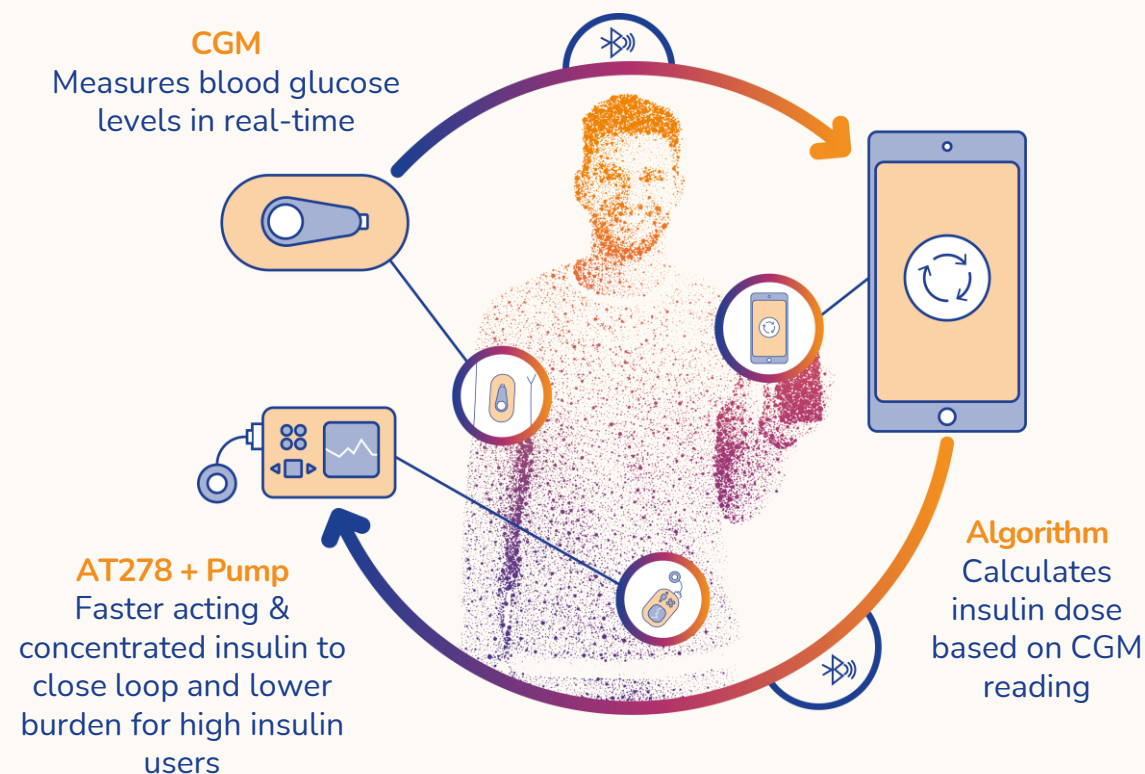 CGM
Measures blood glucose
levels in real-time
AT278 + Pump
Faster acting &
concentrated insulin to
close loop and lower
burden for high insulin
users
Algorithm
Calculates
insulin dose
based on CGM
reading